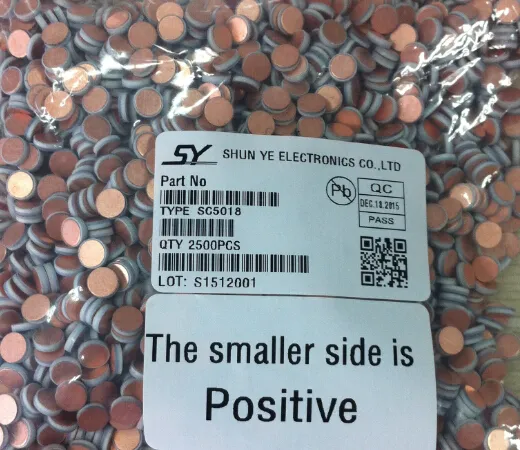 SY SHUN YE ELECTRONICS CO.,LTD
Part No
TYPE SC5018
QTY 2500PCS
LOT: S1512001
Pb
QC
DEC.18.2015
PASS
The smaller side is
Positive